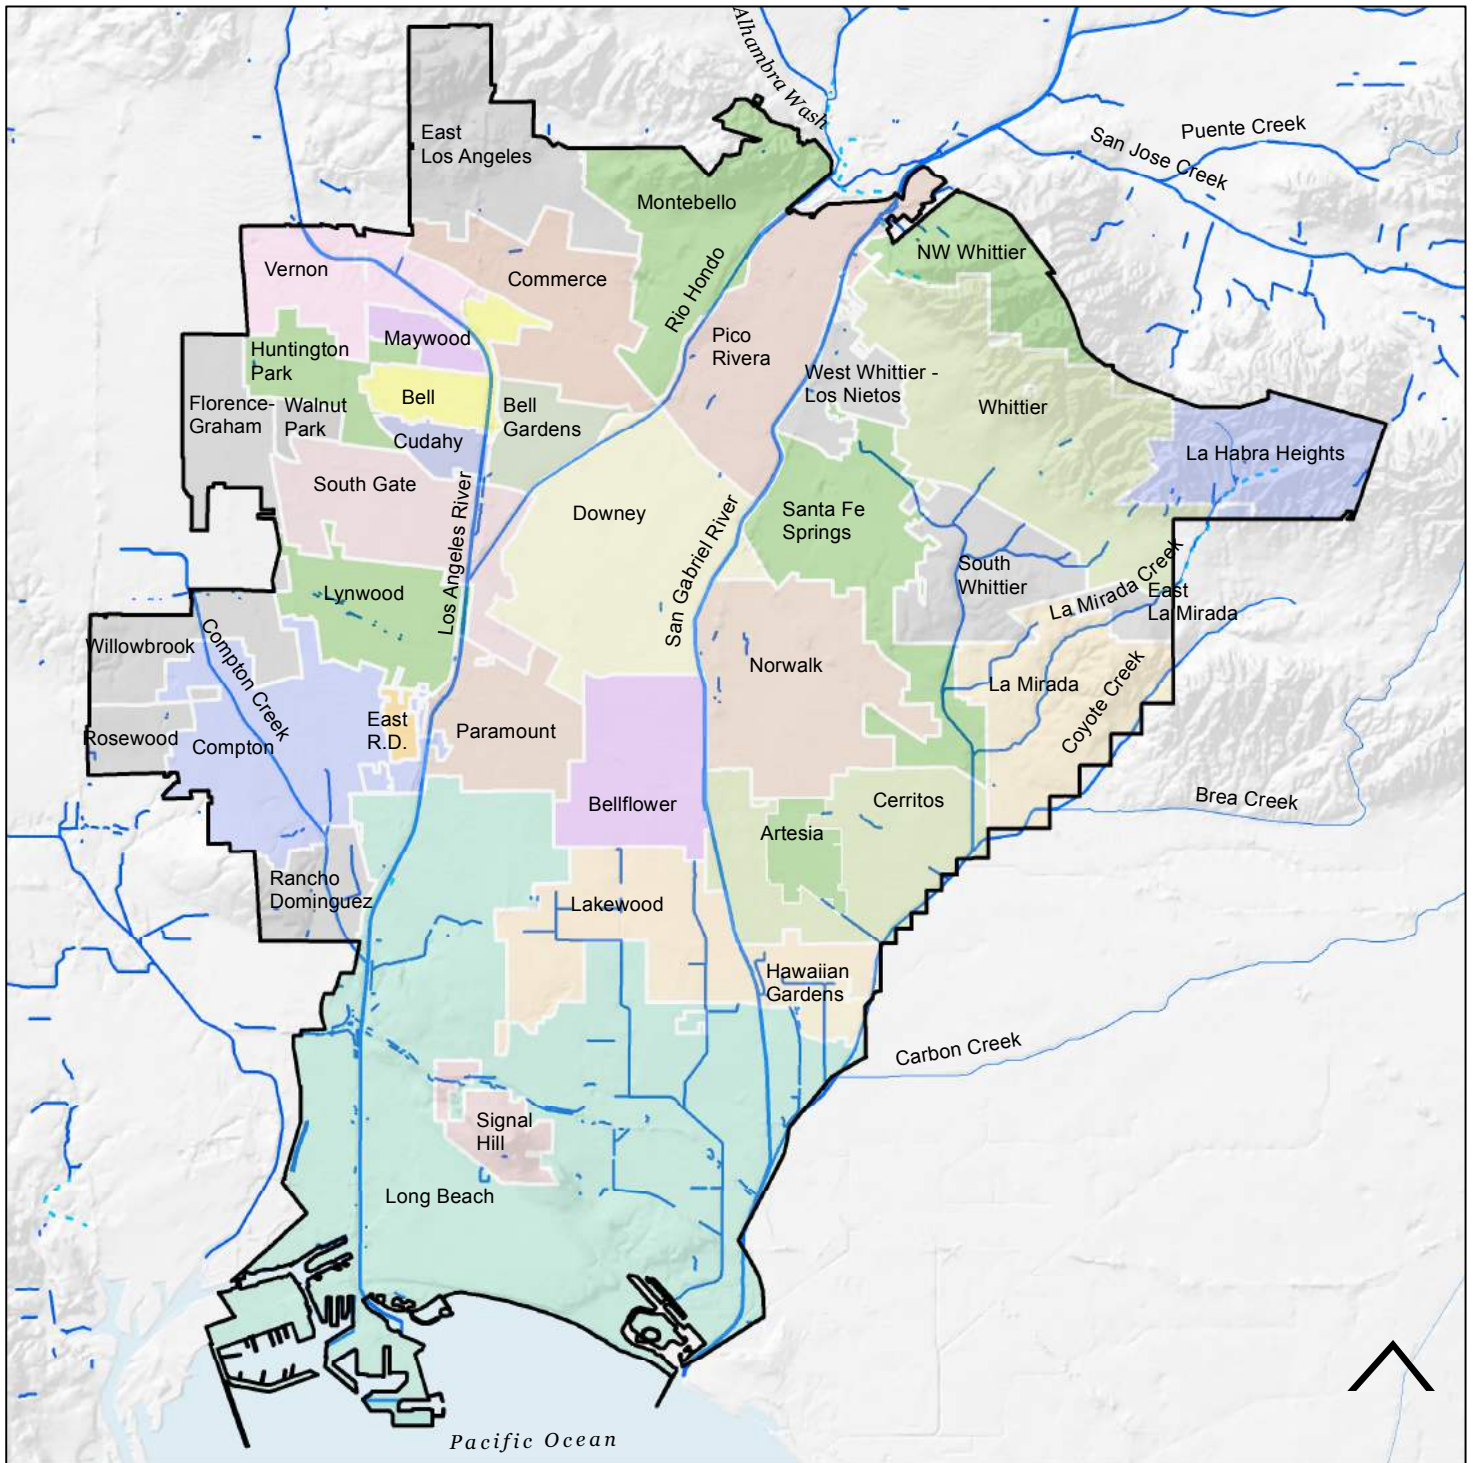 Alhambra Wash
Puente Creek
San Jose Creek
East
Los Angeles
Montebello
NW Whittier
Vernon
Commerce
Rio Hondo
Maywood
Pico
Rivera
Huntington
Park
West Whittier -
Los Nietos
Bell
Whittier
Florence-
Graham
Walnut
Park
Bell
Gardens
Cudahy
La Habra Heights
South Gate
Downey
Santa Fe
Springs
Los Angeles River
San Gabriel River
South
Whittier
La Mirada Creek
East
La Mirada
Lynwood
Willowbrook
Compton Creek
Norwalk
La Mirada
Coyote Creek
Rosewood
Compton
East
R.D.
Paramount
Bellflower
Cerritos
Brea Creek
Artesia
Rancho
Dominguez
Lakewood
Hawaiian
Gardens
Carbon Creek
Signal
Hill
Long Beach
Pacific Ocean